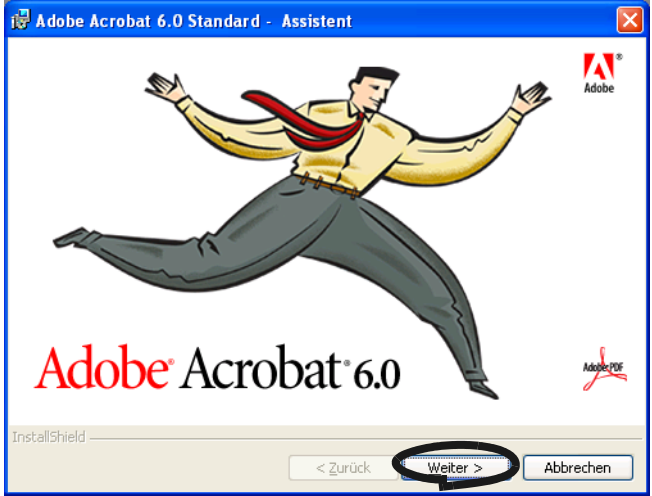 Adobe Acrobat 6.0 Standard - Assistent
Adobe®
Adobe® Acrobat® 6.0
Adobe PDF
InstallShield
< Zurück Weiter > Abbrechen